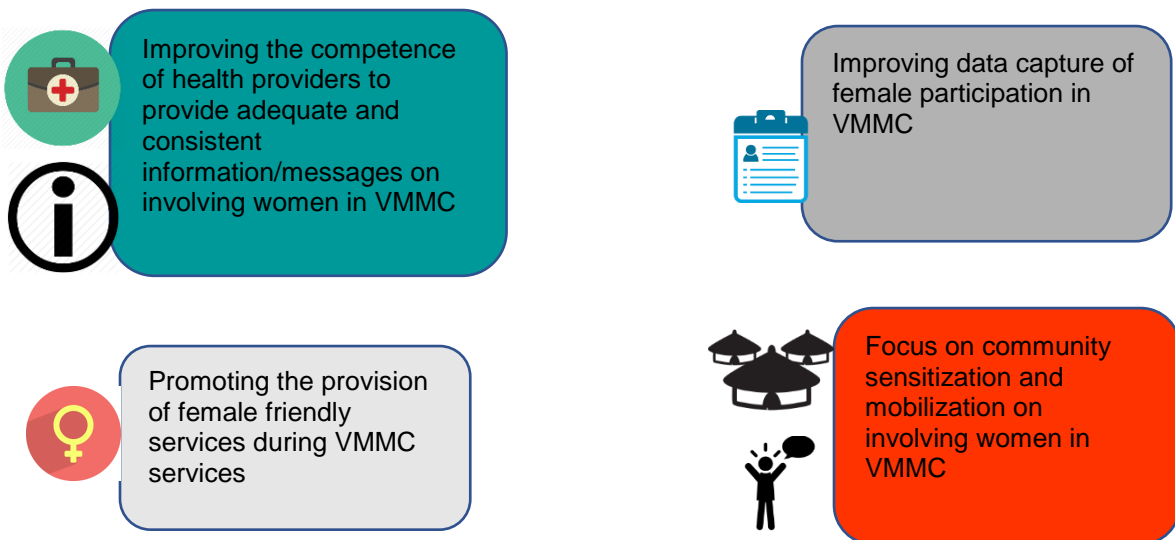 Improving the competence
of health providers to
provide adequate and
consistent
information/messages on
involving women in VMMC
Improving data capture of
female participation in
VMMC
Promoting the provision
of female friendly
services during VMMC
services
Focus on community
sensitization and
mobilization on
involving women in
VMMC